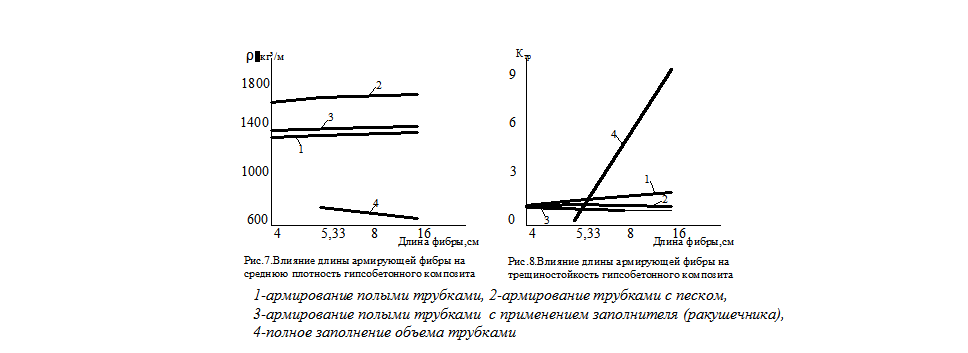 ρ кг³/м
1800
1400
1000
600
2
3
1
4
4 5,33 8 16
Длина фибры,см
Рис.7.Влияние длины армирующей фибры на
среднюю плотность гипсобетонного композита
Ктр
9
6
3
0
4
1
2
3
4 5,33 8 16
Длина фибры,см
Рис.8.Влияние длины армирующей фибры на
трещиностойкость гипсобетонного композита
1-армирование полыми трубками, 2-армирование трубками с песком,
3-армирование полыми трубками с применением заполнителя (ракушечника),
4-полное заполнение объема трубками